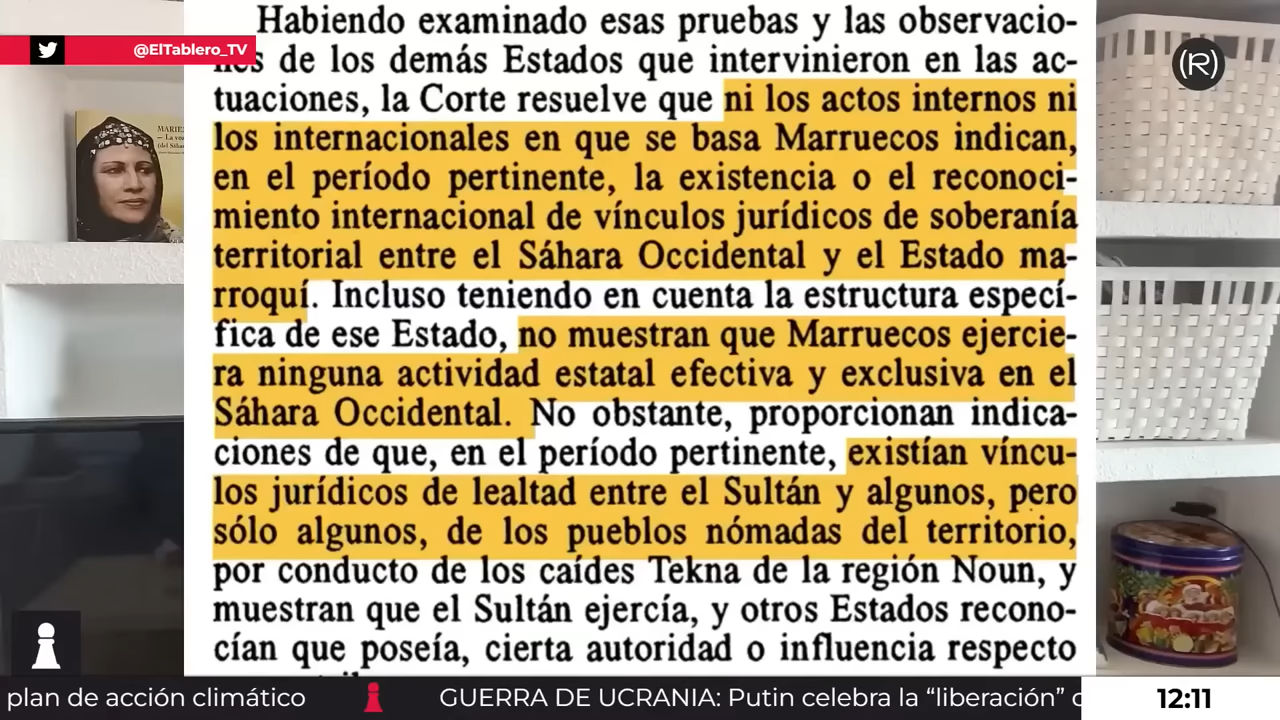 Habiendo examinado esas pruebas y las observacio-
@ElTablero_TV
nes de los demás Estados que intervinieron en las ac-
tuaciones, la Corte resuelve que ni los actos internos ni
los internacionales en que se basa Marruecos indican,
en el período pertinente, la existencia o el reconoci-
miento internacional de vínculos jurídicos de soberanía
territorial entre el Sáhara Occidental y el Estado ma-
rroquí. Incluso teniendo en cuenta la estructura especí-
fica de ese Estado, no muestran que Marruecos ejercie-
ra ninguna actividad estatal efectiva y exclusiva en el
Sáhara Occidental. No obstante, proporcionan indica-
ciones de que, en el período pertinente, existían víncu-
los jurídicos de lealtad entre el Sultán y algunos, pero
sólo algunos, de los pueblos nómadas del territorio,
por conducto de los caídes Tekna de la región Noun, y
muestran que el Sultán ejercía, y otros Estados recono-
cían que poseía, cierta autoridad o influencia respecto
(R)
plan de acción climático
GUERRA DE UCRANIA: Putin celebra la “liberación”
12:11